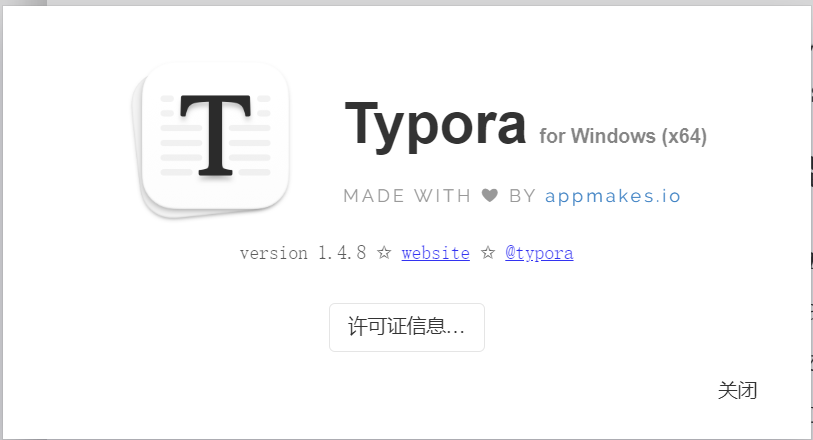 T
Typora for Windows (x64)
MADE WITH ♥ BY appmakes.io
version 1.4.8 ☆ website ☆ @typora
许可证信息...
关闭